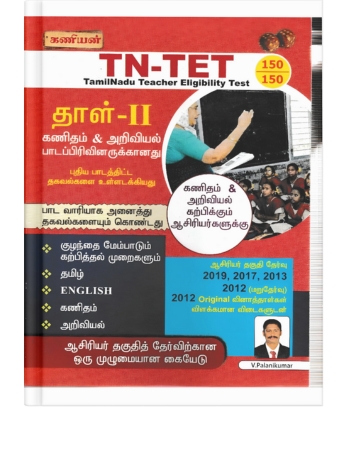 கணியன்
TN-TET
TamilNadu Teacher Eligibility Test
150
150
தாள்-II
கணிதம் & அறிவியல்
பாடப்பிரிவினருக்கானது
புதிய பாடத்திட்ட
தகவல்களை உள்ளடக்கியது
கணிதம் &
அறிவியல்
கற்பிக்கும்
ஆசிரியர்களுக்கு
பாட வாரியாக அனைத்து
தகவல்களையும் கொண்டது
குழந்தை மேம்பாடும்
கற்பித்தல் முறைகளும்
தமிழ்
ENGLISH
கணிதம்
அறிவியல்
ஆசிரியர் தகுதி தேர்வு
2019, 2017, 2013
2012 (மறுதேர்வு)
2012 Original வினாத்தாள்கள்
விளக்கமான விடைகளுடன்
V.Palanikumar
ஆசிரியர் தகுதித் தேர்விற்கான
ஒரு முழுமையான கையேடு